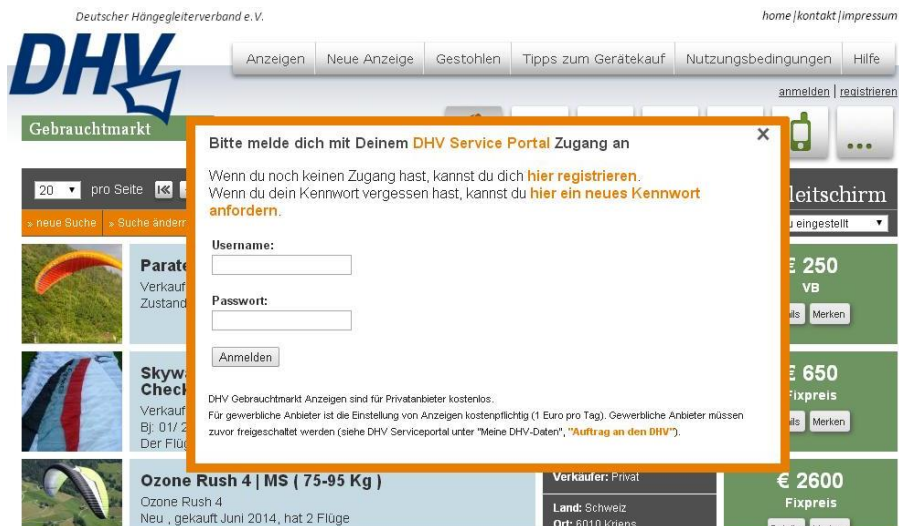 Deutscher Hängegleiterverband e.V.
home|kontakt|impressum
DHV
Anzeigen Neue Anzeige Gestohlen Tipps zum Gerätekauf Nutzungsbedingungen Hilfe
anmelden | registrieren
Gebrauchtmarkt
Bitte melde dich mit Deinem DHV Service Portal Zugang an
Wenn du noch keinen Zugang hast, kannst du dich hier registrieren.
Wenn du dein Kennwort vergessen hast, kannst du hier ein neues Kennwort
anfordern.
20 pro Seite
leitschirm
» neue Suche » Suche ändern
u eingestellt
Username:
Passwort:
Anmelden
DHV Gebrauchtmarkt Anzeigen sind für Privatanbieter kostenlos.
Für gewerbliche Anbieter ist die Einstellung von Anzeigen kostenpflichtig (1 Euro pro Tag). Gewerbliche Anbieter müssen
zuvor freigeschaltet werden (siehe DHV Serviceportal unter "Meine DHV-Daten", "Auftrag an den DHV").
Parate
Verkauf
Zustand
€ 250
VB
ils Merken
Skyw
Check
Verkauf
Bj: 01/ 2
Der Flüg
€ 650
Fixpreis
ils Merken
Ozone Rush 4 | MS ( 75-95 Kg )
Ozone Rush 4
Neu , gekauft Juni 2014, hat 2 Flüge
Verkäufer: Privat
Land: Schweiz
Ort: 6010 Kriens
€ 2600
Fixpreis